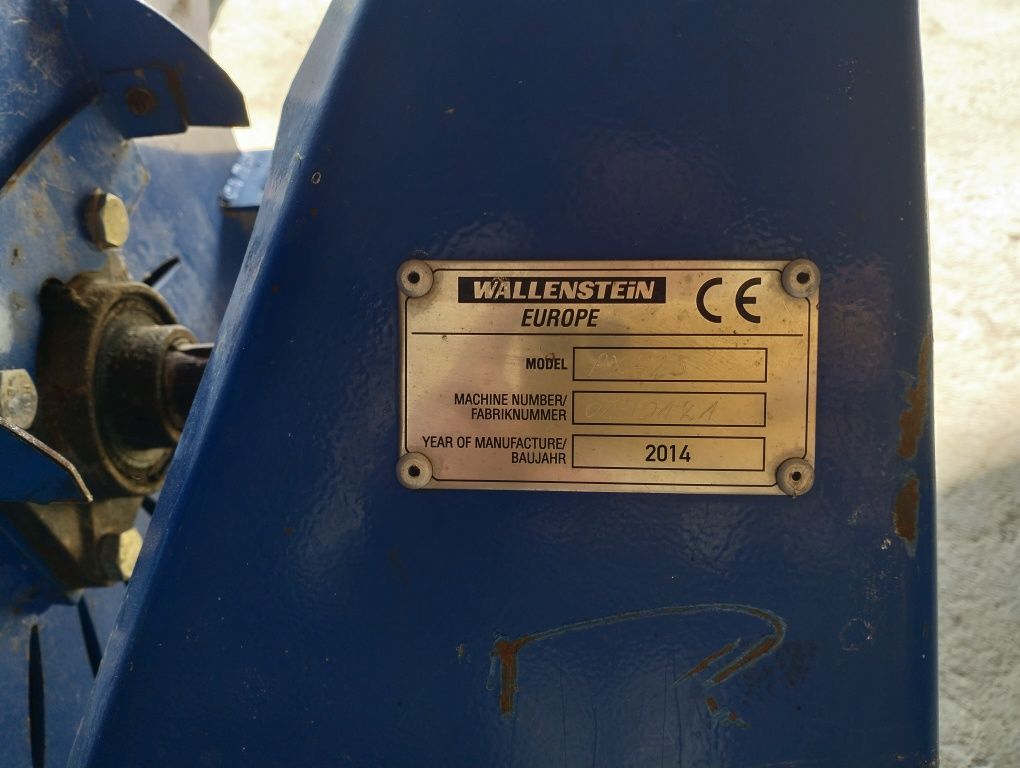 WALLENSTEIN
EUROPE
CE
MODEL
MACHINE NUMBER/
FABRIKNUMMER
YEAR OF MANUFACTURE/
BAUJAHR
2014